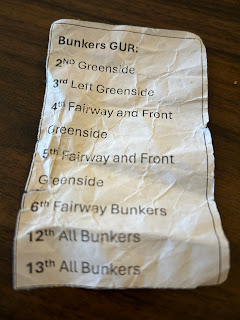 Bunkers GUR:
2ND Greenside
3rd Left Greenside
4th Fairway and Front
Greenside
5th Fairway and Front
Greenside
6th Fairway Bunkers
12th All Bunkers
13th All Bunkers